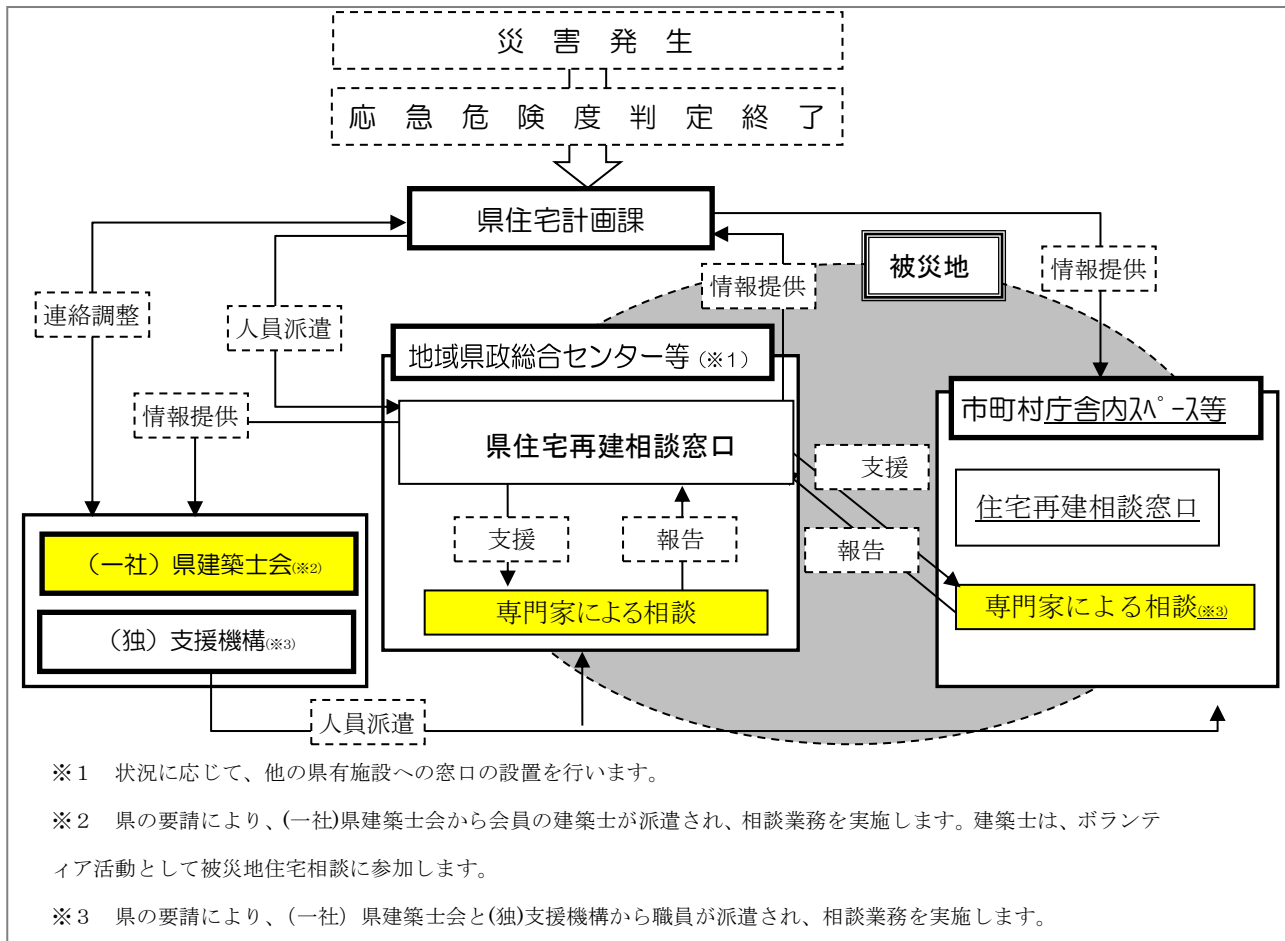 災害発生
応急危険度判定終了
県住宅計画課
被災地
情報提供
情報提供
連絡調整
人員派遣
地域県政総合センター等(※1)
市町村庁舎内ｽﾍﾟｰｽ等
情報提供
県住宅再建相談窓口
支援
住宅再建相談窓口
支援
報告
報告
(一社)県建築士会(※2)
専門家による相談
専門家による相談(※3)
(独)支援機構(※3)
人員派遣
※1 状況に応じて、他の県有施設への窓口の設置を行います。
※2 県の要請により、(一社)県建築士会から会員の建築士が派遣され、相談業務を実施します。建築士は、ボランテ
ィア活動として被災地住宅相談に参加します。
※3 県の要請により、(一社)県建築士会と(独)支援機構から職員が派遣され、相談業務を実施します。